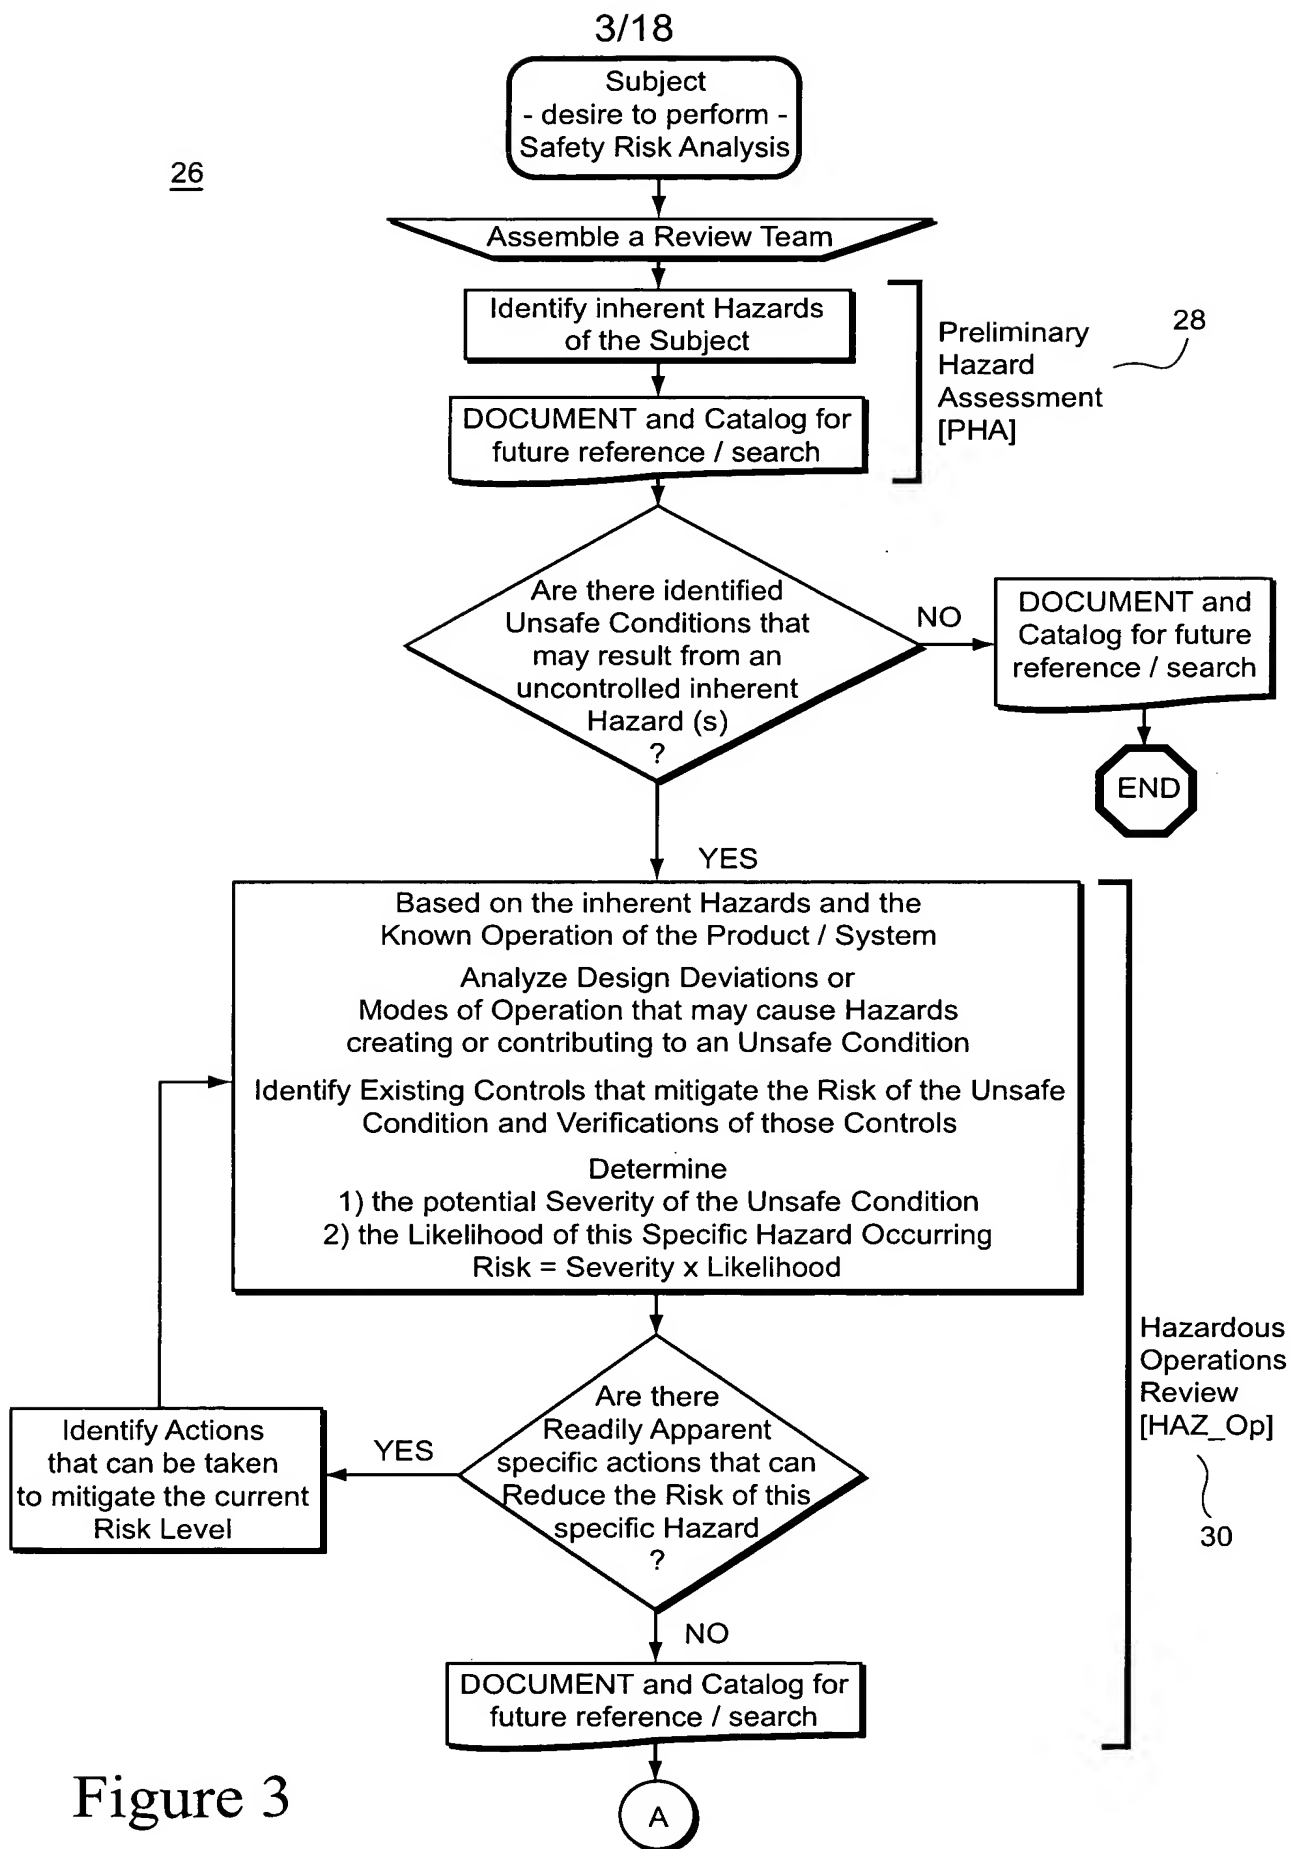 3/18
Subject
- desire to perform -
Safety Risk Analysis
26
Assemble a Review Team
Identify inherent Hazards
of the Subject
Preliminary
Hazard
Assessment
[PHA]
28
DOCUMENT and Catalog for
future reference / search
Are there identified
Unsafe Conditions that
may result from an
uncontrolled inherent
Hazard (s)
?
NO
DOCUMENT and
Catalog for future
reference / search
END
YES
Based on the inherent Hazards and the
Known Operation of the Product / System
Analyze Design Deviations or
Modes of Operation that may cause Hazards
creating or contributing to an Unsafe Condition
Identify Existing Controls that mitigate the Risk of the Unsafe
Condition and Verifications of those Controls
Determine
1) the potential Severity of the Unsafe Condition
2) the Likelihood of this Specific Hazard Occurring
Risk = Severity x Likelihood
Hazardous
Operations
Review
[HAZ_Op]
30
Are there
Readily Apparent
specific actions that can
Reduce the Risk of this
specific Hazard
?
YES
Identify Actions
that can be taken
to mitigate the current
Risk Level
NO
DOCUMENT and Catalog for
future reference / search
A
Figure 3